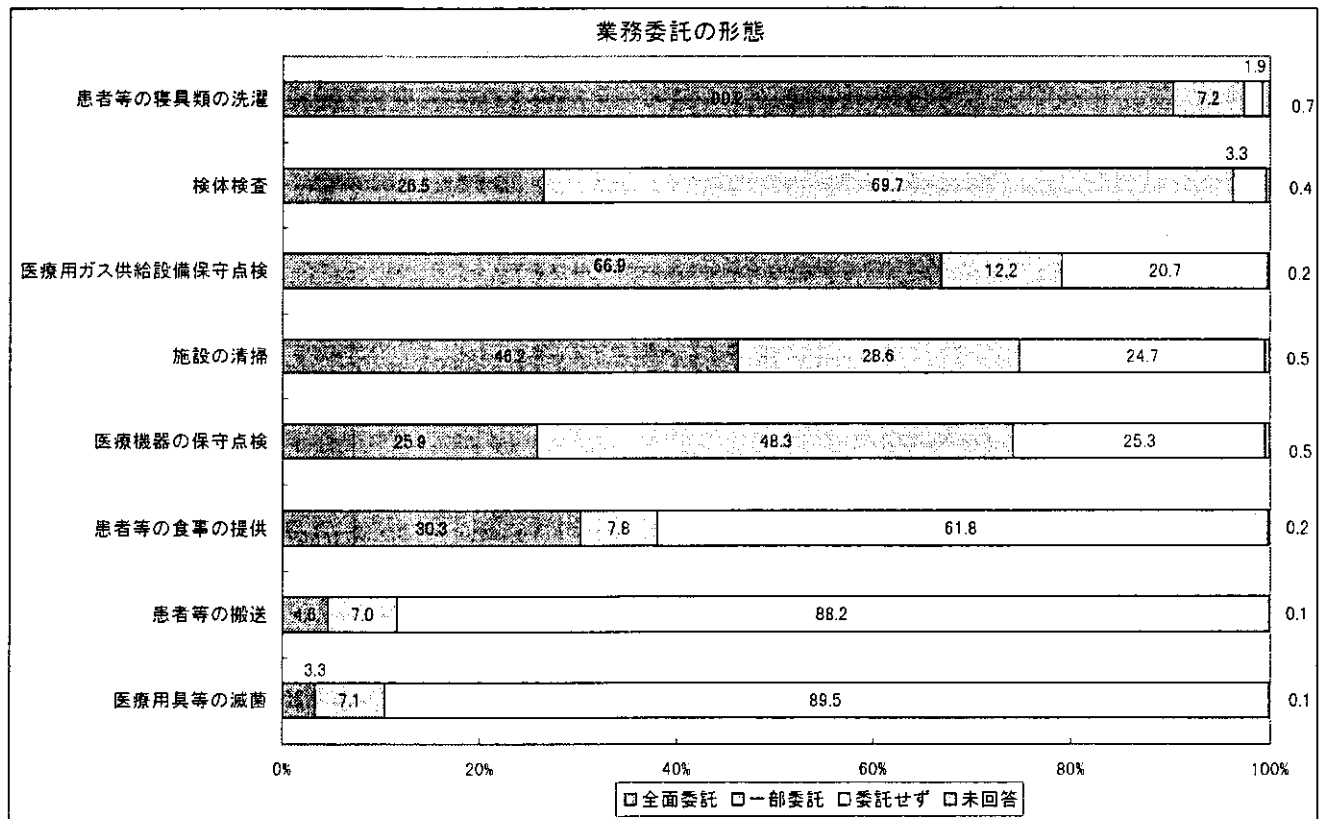 業務委託の形態
1.9
患者等の寝具類の洗濯 7.2 0.7
3.3
検体検査 26.5 69.7 0.4
医療用ガス供給設備保守点検 66.9 12.2 20.7 0.2
施設の清掃 46.2 28.6 24.7 0.5
医療機器の保守点検 25.9 48.3 25.3 0.5
患者等の食事の提供 30.3 7.8 61.8 0.2
患者等の搬送 4.6 7.0 88.2 0.1
3.3
医療用具等の滅菌 7.1 89.5 0.1
0% 20% 40% 60% 80% 100%
全面委託 一部委託 委託せず 未回答